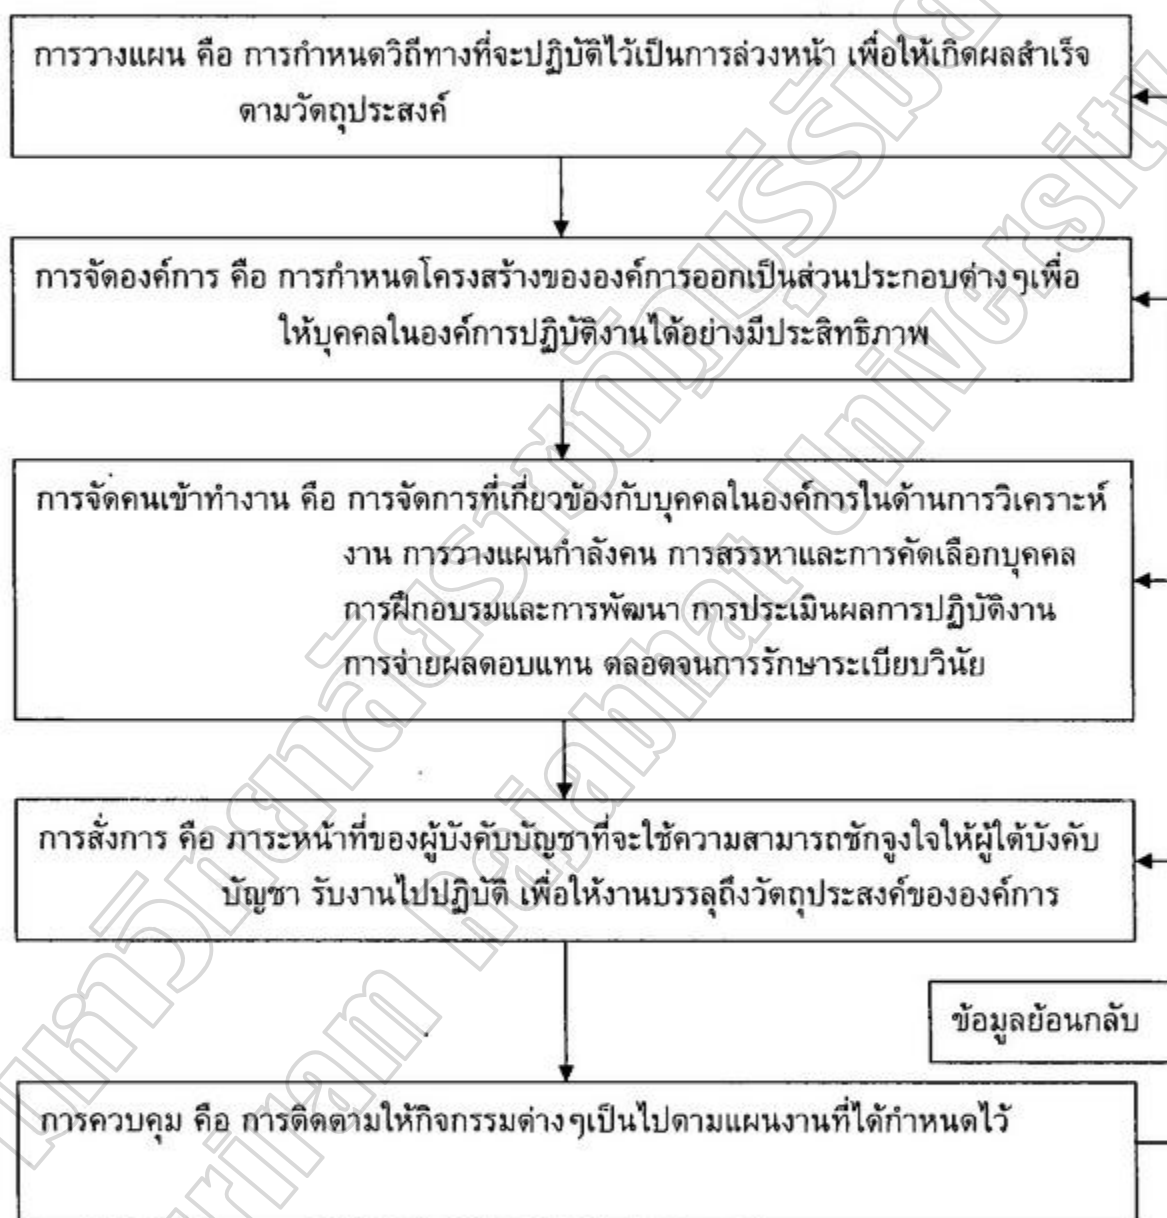 การวางแผน คือ การกำหนดวิถีทางที่จะปฏิบัติไว้เป็นการล่วงหน้า เพื่อให้เกิดผลสำเร็จ
ตามวัตถุประสงค์
การจัดองค์การ คือ การกำหนดโครงสร้างขององค์การออกเป็นส่วนประกอบต่างๆเพื่อ
ให้บุคคลในองค์การปฏิบัติงานได้อย่างมีประสิทธิภาพ
การจัดคนเข้าทำงาน คือ การจัดการที่เกี่ยวข้องกับบุคคลในองค์การในด้านการวิเคราะห์
งาน การวางแผนกำลังคน การสรรหาและการคัดเลือกบุคคล
การฝึกอบรมและการพัฒนา การประเมินผลการปฏิบัติงาน
การจ่ายผลตอบแทน ตลอดจนการรักษาระเบียบวินัย
การสั่งการ คือ ภาระหน้าที่ของผู้บังคับบัญชาที่จะใช้ความสามารถชักจูงใจให้ผู้ใต้บังคับ
บัญชา รับงานไปปฏิบัติ เพื่อให้งานบรรลุถึงวัตถุประสงค์ขององค์การ
ข้อมูลย้อนกลับ
การควบคุม คือ การติดตามให้กิจกรรมต่างๆเป็นไปตามแผนงานที่ได้กำหนดไว้
มหาวิทยาลัยราชภัฏบุรีรัมย์
Buriram Rajabhat University